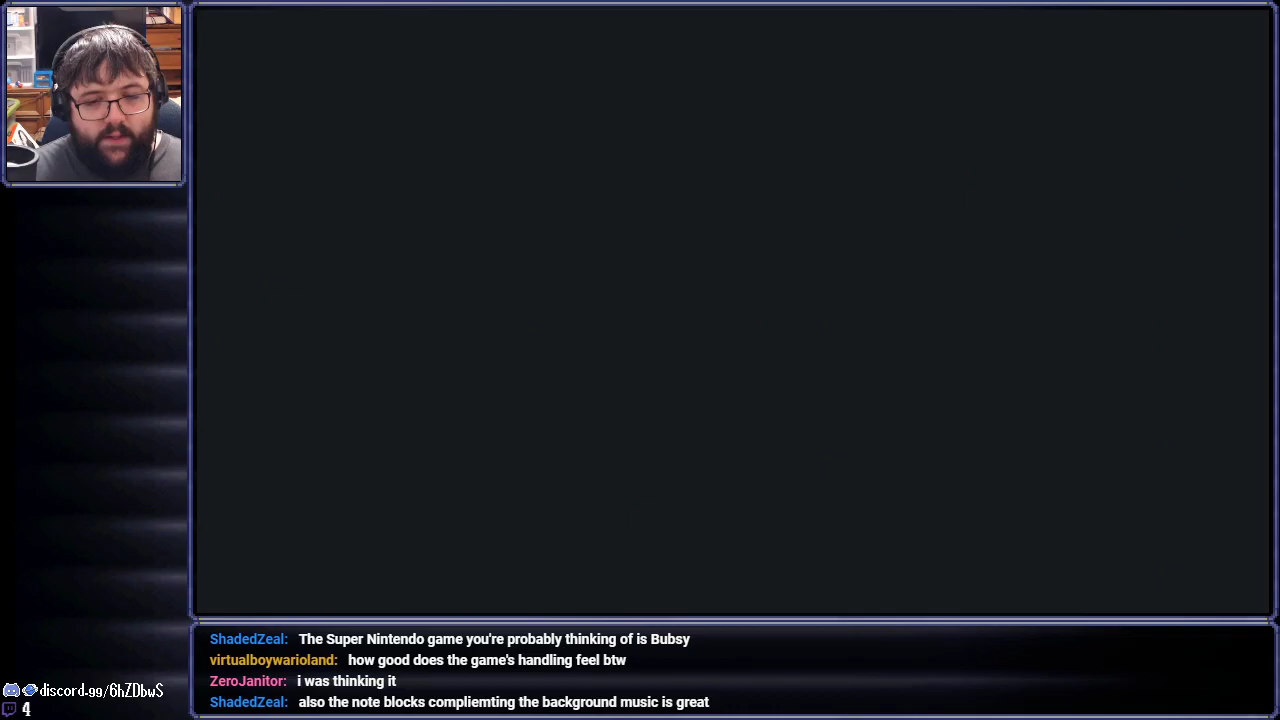 ShadedZeal: The Super Nintendo game you're probably thinking of is Bubsy
virtualboywarioland: how good does the game's handling feel btw
ZeroJanitor: i was thinking it
ShadedZeal: also the note blocks compliemting the background music is great
discord.gg/6hZDbwS
4